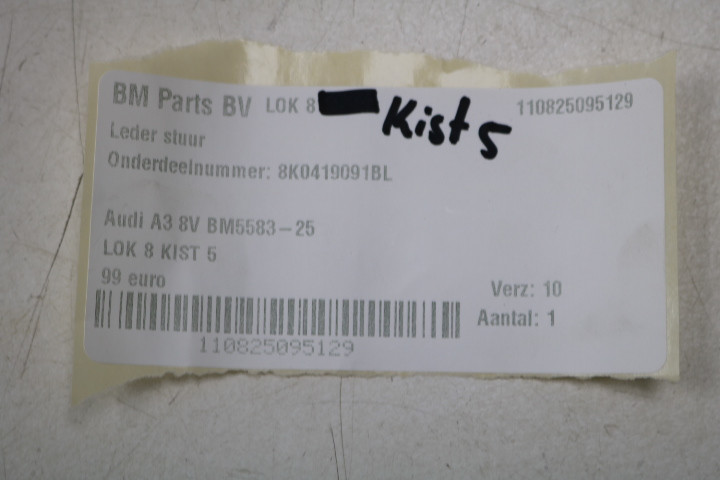 BM Parts BV LOK 8 Kist 5 110825095129
Leder stuur
Onderdeelnummer: 8K0419091BL
Audi A3 8V BM5583-25
LOK 8 KIST 5
99 euro
Verz: 10
Aantal: 1
110825095129